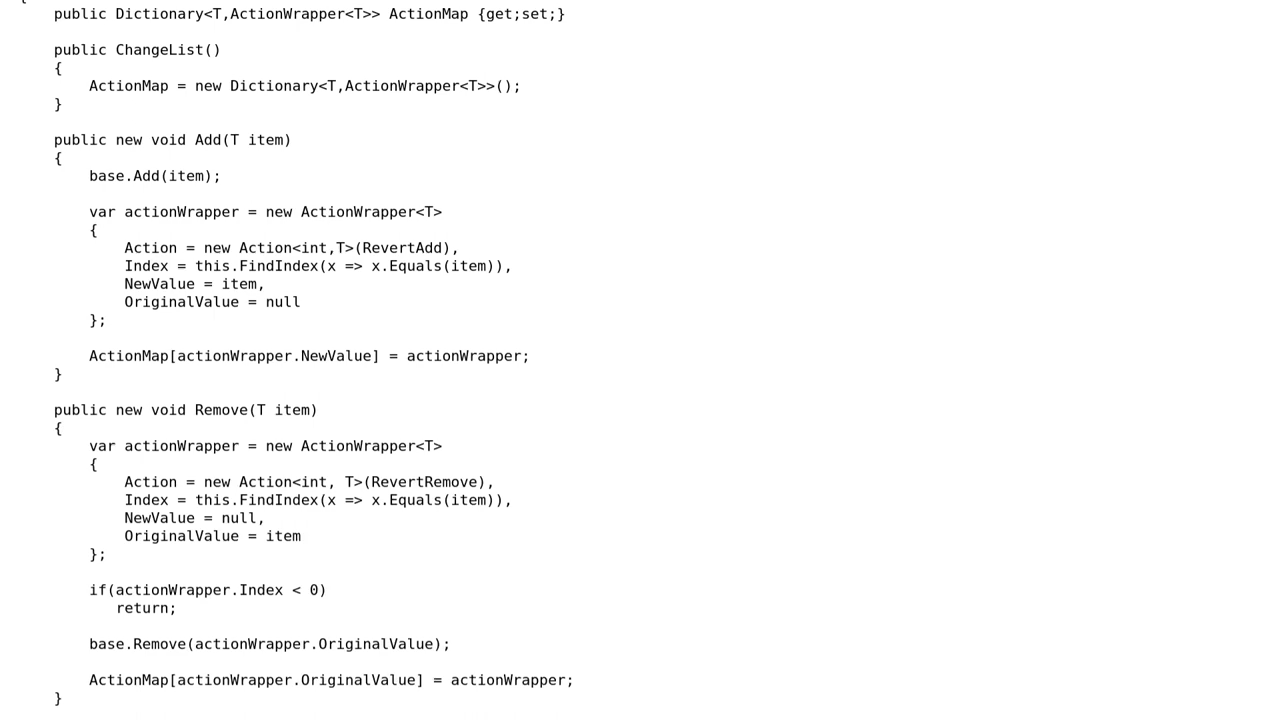 {
    public Dictionary<T,ActionWrapper<T>> ActionMap {get;set;}

    public ChangeList()
    {
        ActionMap = new Dictionary<T,ActionWrapper<T>>();
    }

    public new void Add(T item)
    {
        base.Add(item);

        var actionWrapper = new ActionWrapper<T>
        {
            Action = new Action<int,T>(RevertAdd),
            Index = this.FindIndex(x => x.Equals(item)),
            NewValue = item,
            OriginalValue = null
        };

        ActionMap[actionWrapper.NewValue] = actionWrapper;
    }

    public new void Remove(T item)
    {
        var actionWrapper = new ActionWrapper<T>
        {
            Action = new Action<int, T>(RevertRemove),
            Index = this.FindIndex(x => x.Equals(item)),
            NewValue = null,
            OriginalValue = item
        };

        if(actionWrapper.Index < 0)
           return;

        base.Remove(actionWrapper.OriginalValue);

        ActionMap[actionWrapper.OriginalValue] = actionWrapper;
    }